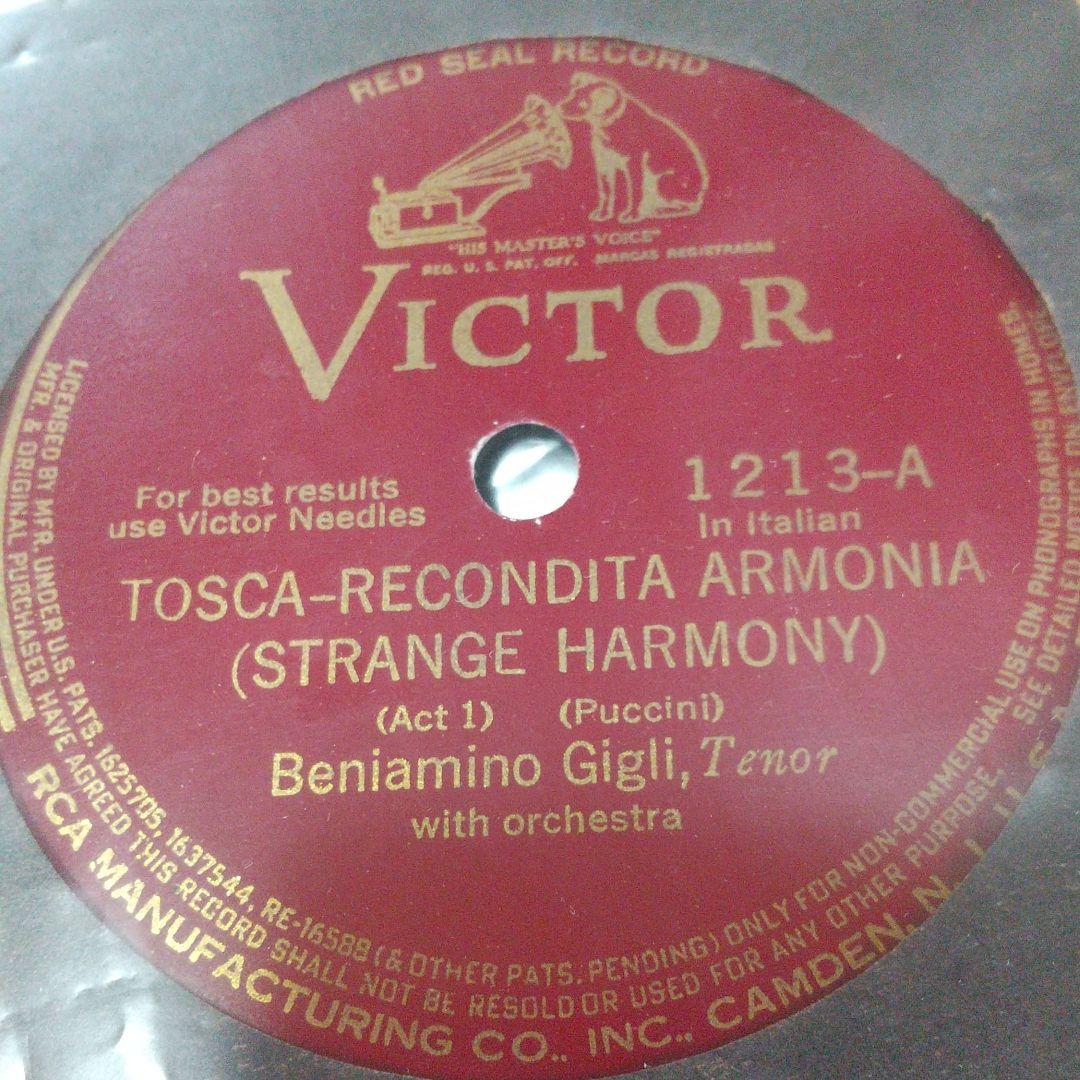 RED SEAL RECORD
"HIS MASTER'S VOICE"
REG. U. S. PAT. OFF. MARCAS REGISTRADAS
VICTOR
For best results
use Victor Needles
1213-A
In Italian
TOSCA-RECONDITA ARMONIA
(STRANGE HARMONY)
(Act 1) (Puccini)
Beniamino Gigli, Tenor
with orchestra
LICENSED BY MFR. UNDER U.S. PATS. 1625705, 1637544, RE-16588 (& OTHER PATS. PENDING) ONLY FOR NON-COMMERCIAL USE ON PHONOGRAPHS IN HOMES.
MFR. & ORIGINAL PURCHASER HAVE AGREED THIS RECORD SHALL NOT BE RESOLD OR USED FOR ANY OTHER PURPOSE. SEE DETAILED NOTICE ON ENVELOPE
RCA MANUFACTURING CO., INC., CAMDEN, N. J., U. S. A.